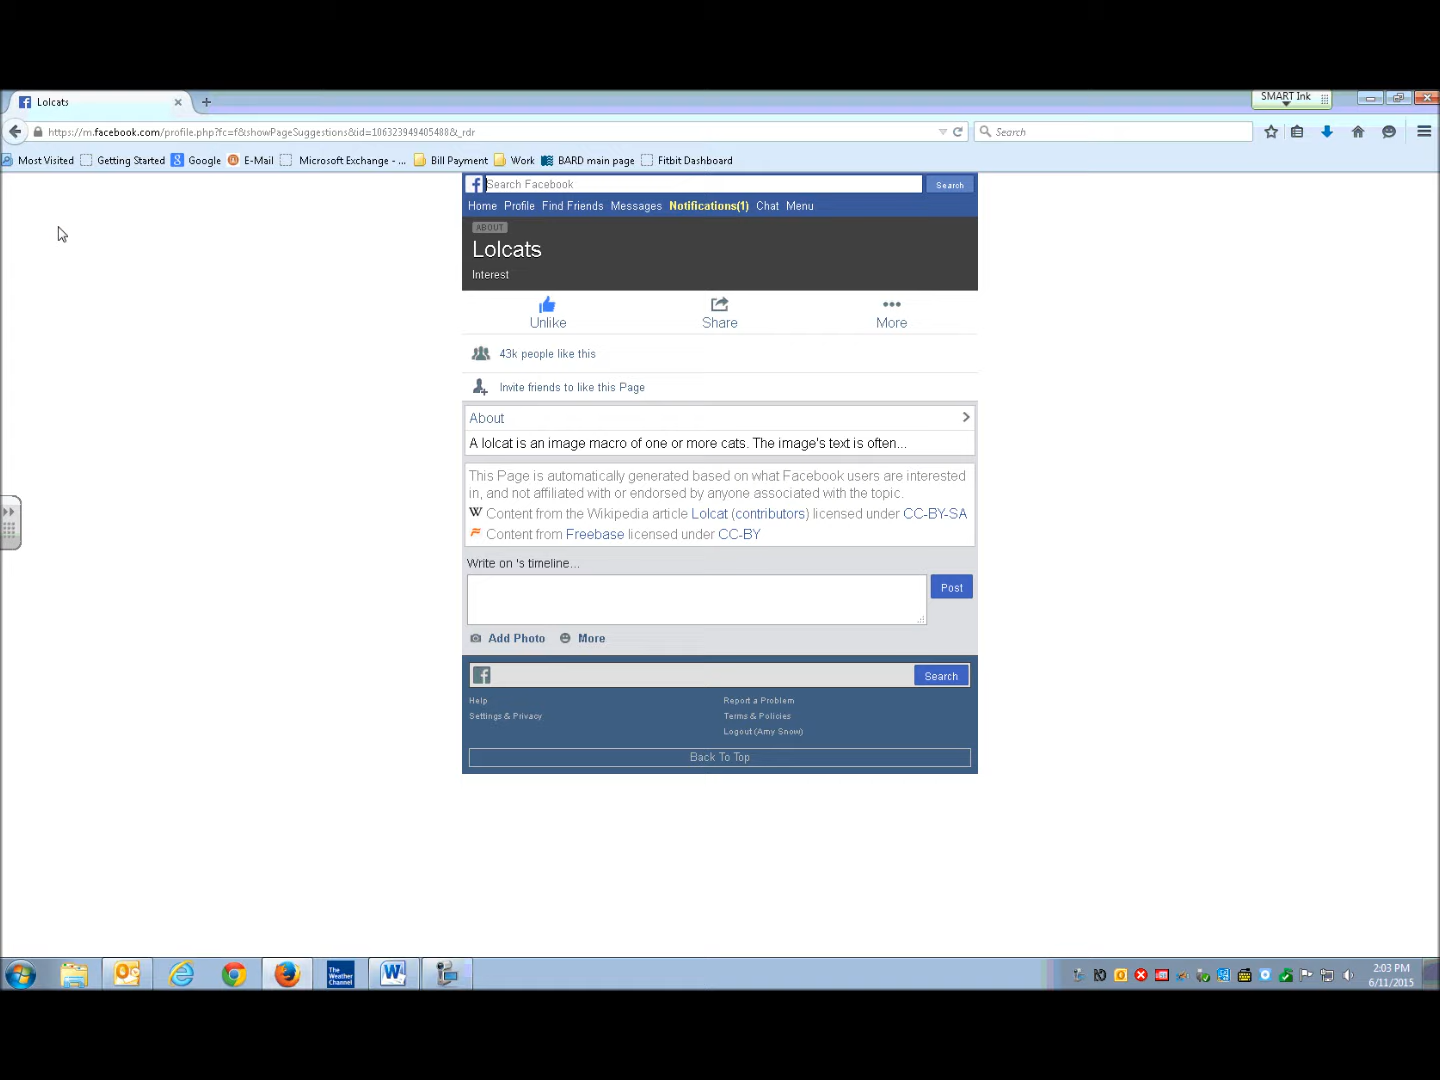 Lolcats
SMART Ink
https://m.facebook.com/profile.php?fc=f&showPageSuggestions&id=106323949405488&_rdr
Search
Most Visited Getting Started Google E-Mail Microsoft Exchange - ... Bill Payment Work BARD main page Fitbit Dashboard
Search Facebook Search
Home Profile Find Friends Messages Notifications(1) Chat Menu
ABOUT
Lolcats
Interest
Unlike Share More
43k people like this
Invite friends to like this Page
About
A lolcat is an image macro of one or more cats. The image's text is often...
This Page is automatically generated based on what Facebook users are interested
in, and not affiliated with or endorsed by anyone associated with the topic.
W Content from the Wikipedia article Lolcat (contributors) licensed under CC-BY-SA
Content from Freebase licensed under CC-BY
Write on 's timeline...
Post
Add Photo More
Search
Help Report a Problem
Settings & Privacy Terms & Policies
Logout (Amy Snow)
Back To Top
The Weather Channel
2:03 PM
6/11/2015